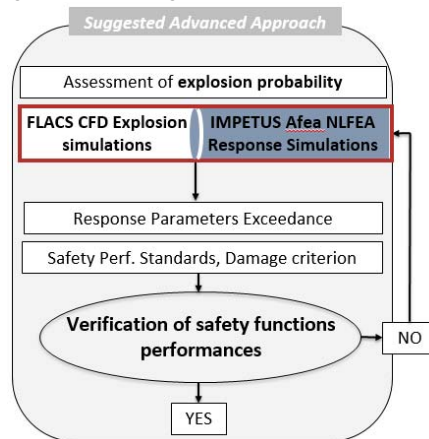 Suggested Advanced Approach
Assessment of explosion probability
FLACS CFD Explosion
simulations
IMPETUS Afea NLFEA
Response Simulations
Response Parameters Exceedance
Safety Perf. Standards, Damage criterion
Verification of safety functions
performances
NO
YES